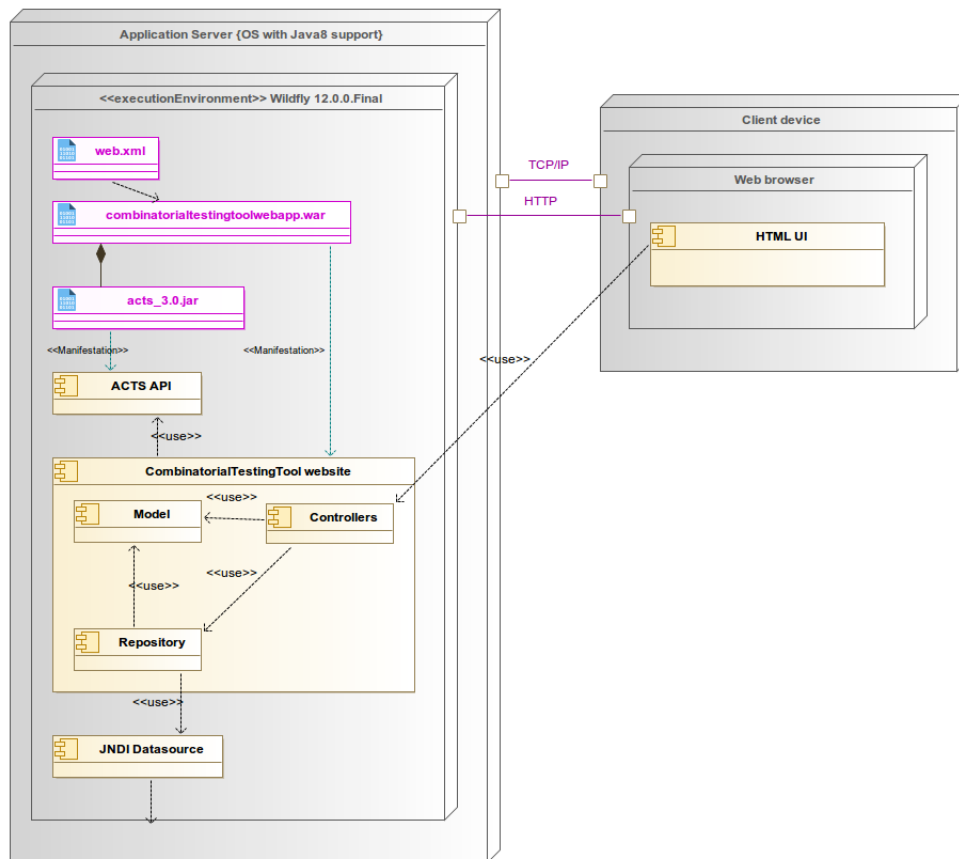 Application Server {OS with Java8 support}
<<executionEnvironment>> Wildfly 12.0.0.Final
web.xml
combinatorialtestingtoolwebapp.war
acts_3.0.jar
<<Manifestation>>
<<Manifestation>>
ACTS API
<<use>>
CombinatorialTestingTool website
<<use>>
Model
Controllers
<<use>>
<<use>>
Repository
<<use>>
JNDI Datasource
TCP/IP
HTTP
<<use>>
Client device
Web browser
HTML UI